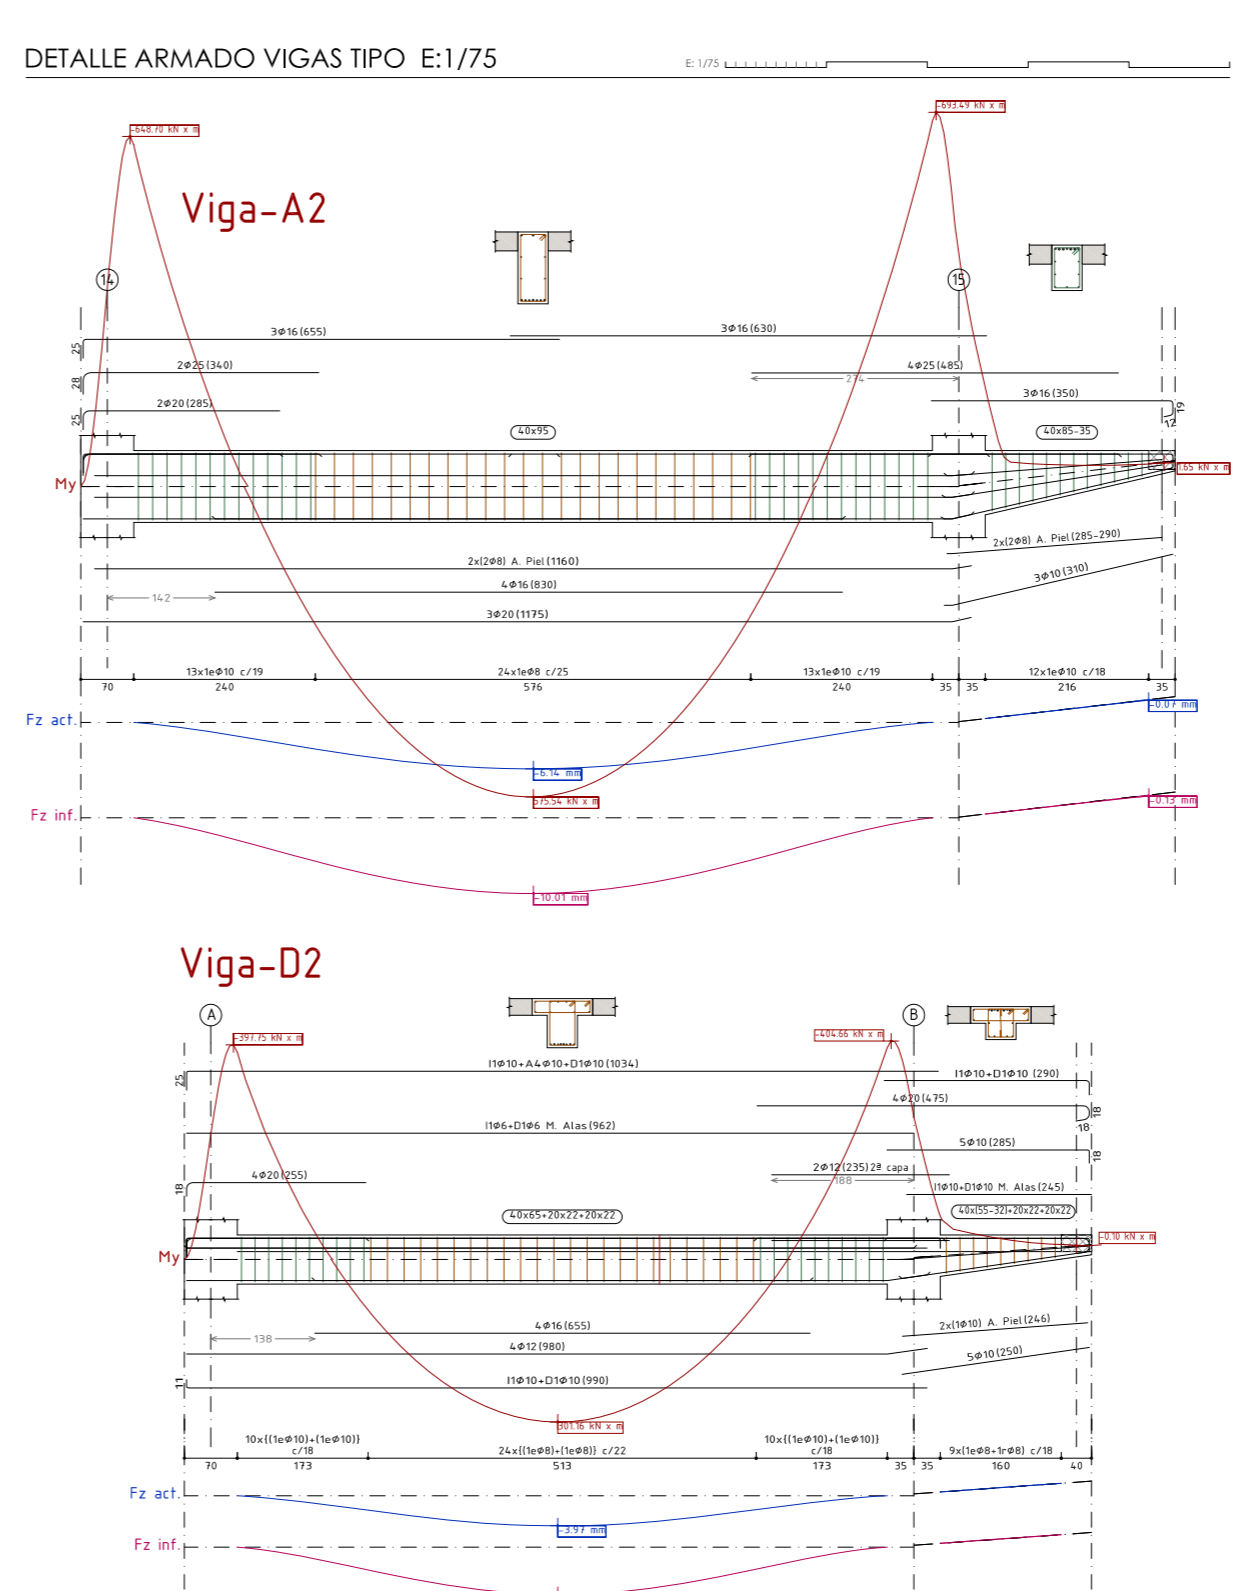 DETALLE ARMADO VIGAS TIPO E:1/75
E: 1/75
-648.70 kN x m
-693.49 kN x m
Viga-A2
14
15
3Φ16(655)
3Φ16(630)
25
2Φ25(340)
4Φ25(485)
28
274
2Φ20(285)
3Φ16(350)
25
19
12
40x95
40x85-35
My
1.65 kN x m
2x(2Φ8) A. Piel(285-290)
2x(2Φ8) A. Piel(1160)
3Φ10(310)
4Φ16(830)
142
3Φ20(1175)
13x1eΦ10 c/19
24x1eΦ8 c/25
13x1eΦ10 c/19
12x1eΦ10 c/18
70
240
576
240
35
35
216
35
Fz act.
-0.07 mm
-6.14 mm
575.54 kN x m
Fz inf.
-0.13 mm
-10.01 mm
Viga-D2
A
B
-397.75 kN x m
-404.66 kN x m
I1Φ10+A4Φ10+D1Φ10(1034)
25
I1Φ10+D1Φ10 (290)
4Φ20(475)
18
18
I1Φ6+D1Φ6 M. Alas(962)
5Φ10(285)
18
4Φ20(255)
2Φ12(235)2ª capa
188
18
I1Φ10+D1Φ10 M. Alas(245)
40x65+20x22+20x22
40x(55-32)+20x22+20x22
My
-0.10 kN x m
2x(1Φ10) A. Piel(246)
4Φ16(655)
138
4Φ12(980)
5Φ10(250)
11
I1Φ10+D1Φ10(990)
301.16 kN x m
10x{(1eΦ10)+(1eΦ10)}
c/18
24x{(1eΦ8)+(1eΦ8)} c/22
10x{(1eΦ10)+(1eΦ10)}
c/18
9x(1eΦ8+1rΦ8) c/18
70
173
513
173
35
35
160
40
Fz act.
-3.97 mm
Fz inf.